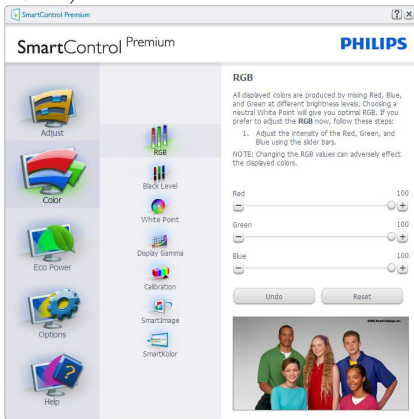 SmartControl Premium
SmartControl Premium
PHILIPS
Adjust
Color
Eco Power
Options
Help
RGB
Black Level
White Point
Display Gamma
Calibration
SmartImage
SmartKolor
RGB
All displayed colors are produced by mixing Red, Blue,
and Green at different brightness levels. Choosing a
neutral White Point will give you optimal RGB. If you
prefer to adjust the RGB now, follow these steps:
1. Adjust the intensity of the Red, Green, and
Blue using the slider bars.
NOTE: Changing the RGB values can adversely effect
the displayed colors.
Red 100
Green 100
Blue 100
Undo Reset